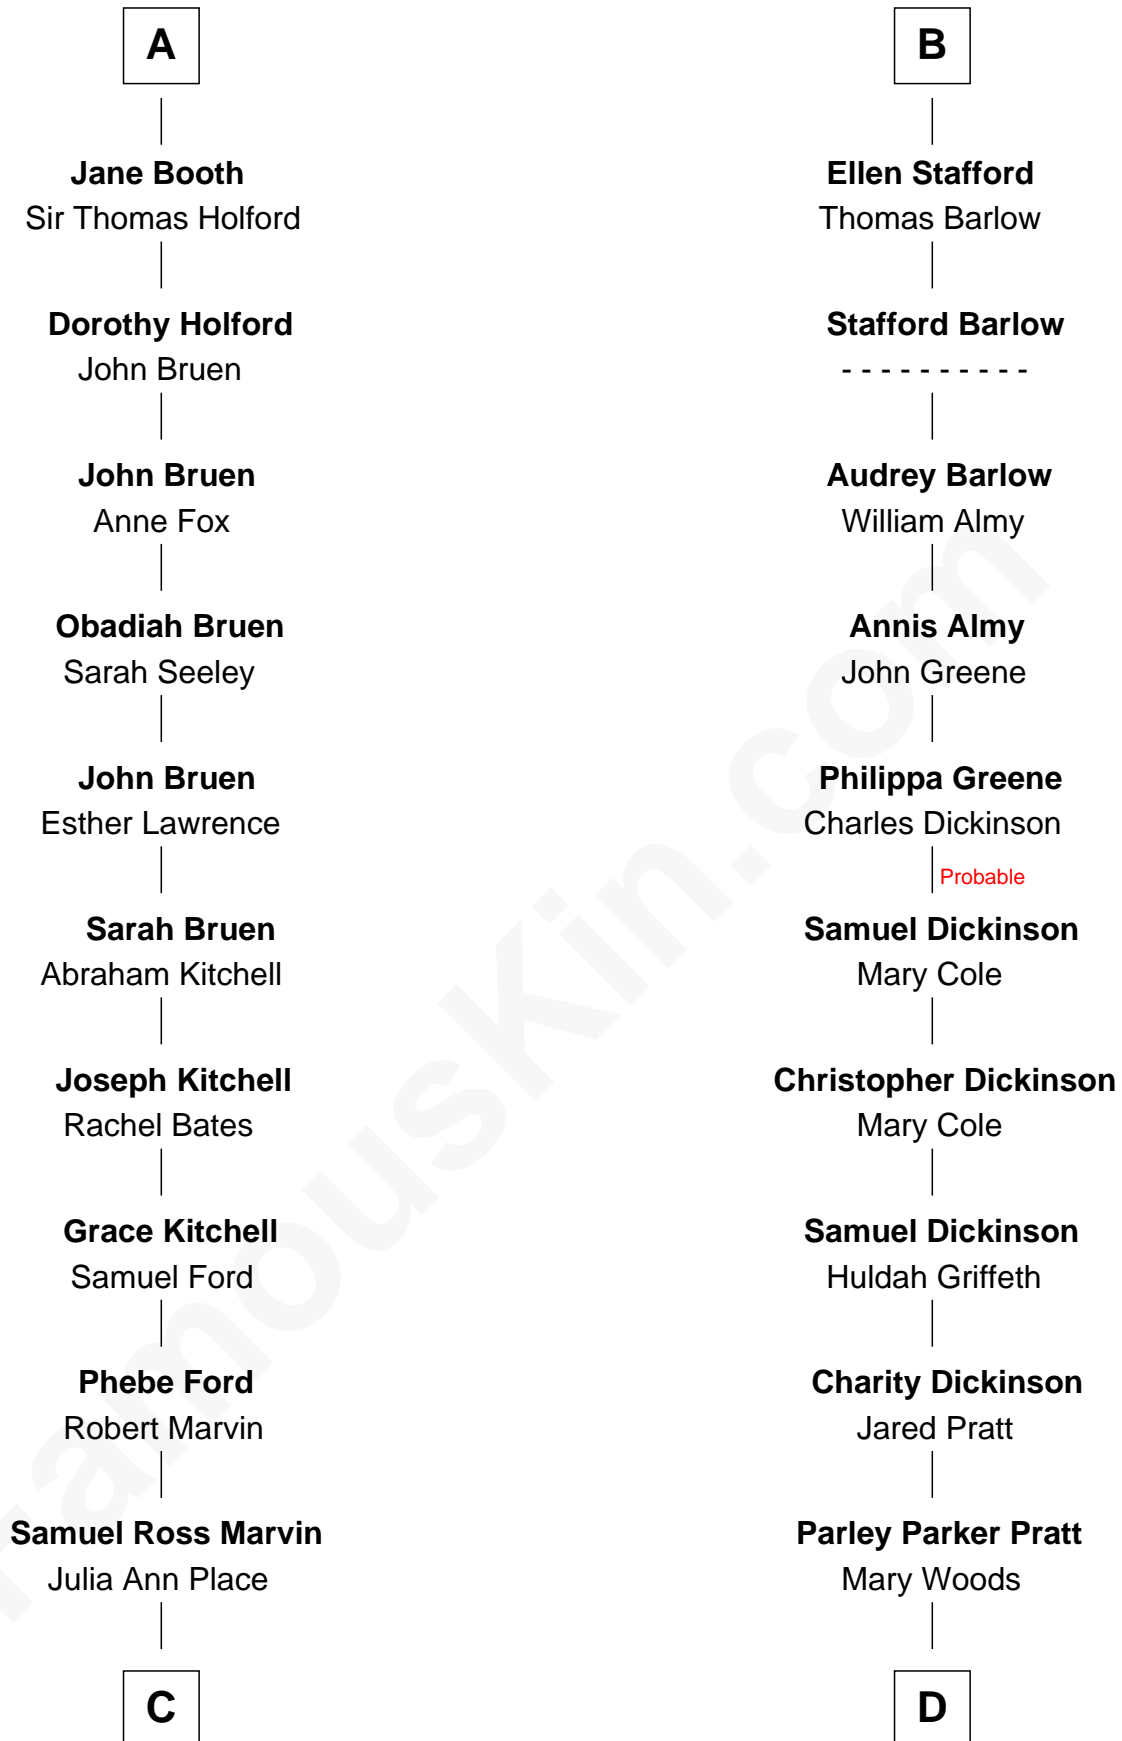 A
Jane Booth
Sir Thomas Holford
Dorothy Holford
John Bruen
John Bruen
Anne Fox
Obadiah Bruen
Sarah Seeley
John Bruen
Esther Lawrence
Sarah Bruen
Abraham Kitchell
Joseph Kitchell
Rachel Bates
Grace Kitchell
Samuel Ford
Phebe Ford
Robert Marvin
Samuel Ross Marvin
Julia Ann Place
C
B
Ellen Stafford
Thomas Barlow
Stafford Barlow
- - - - - - - - - -
Audrey Barlow
William Almy
Annis Almy
John Greene
Philippa Greene
Charles Dickinson
Probable
Samuel Dickinson
Mary Cole
Christopher Dickinson
Mary Cole
Samuel Dickinson
Huldah Griffeth
Charity Dickinson
Jared Pratt
Parley Parker Pratt
Mary Woods
D
FamousKin.com